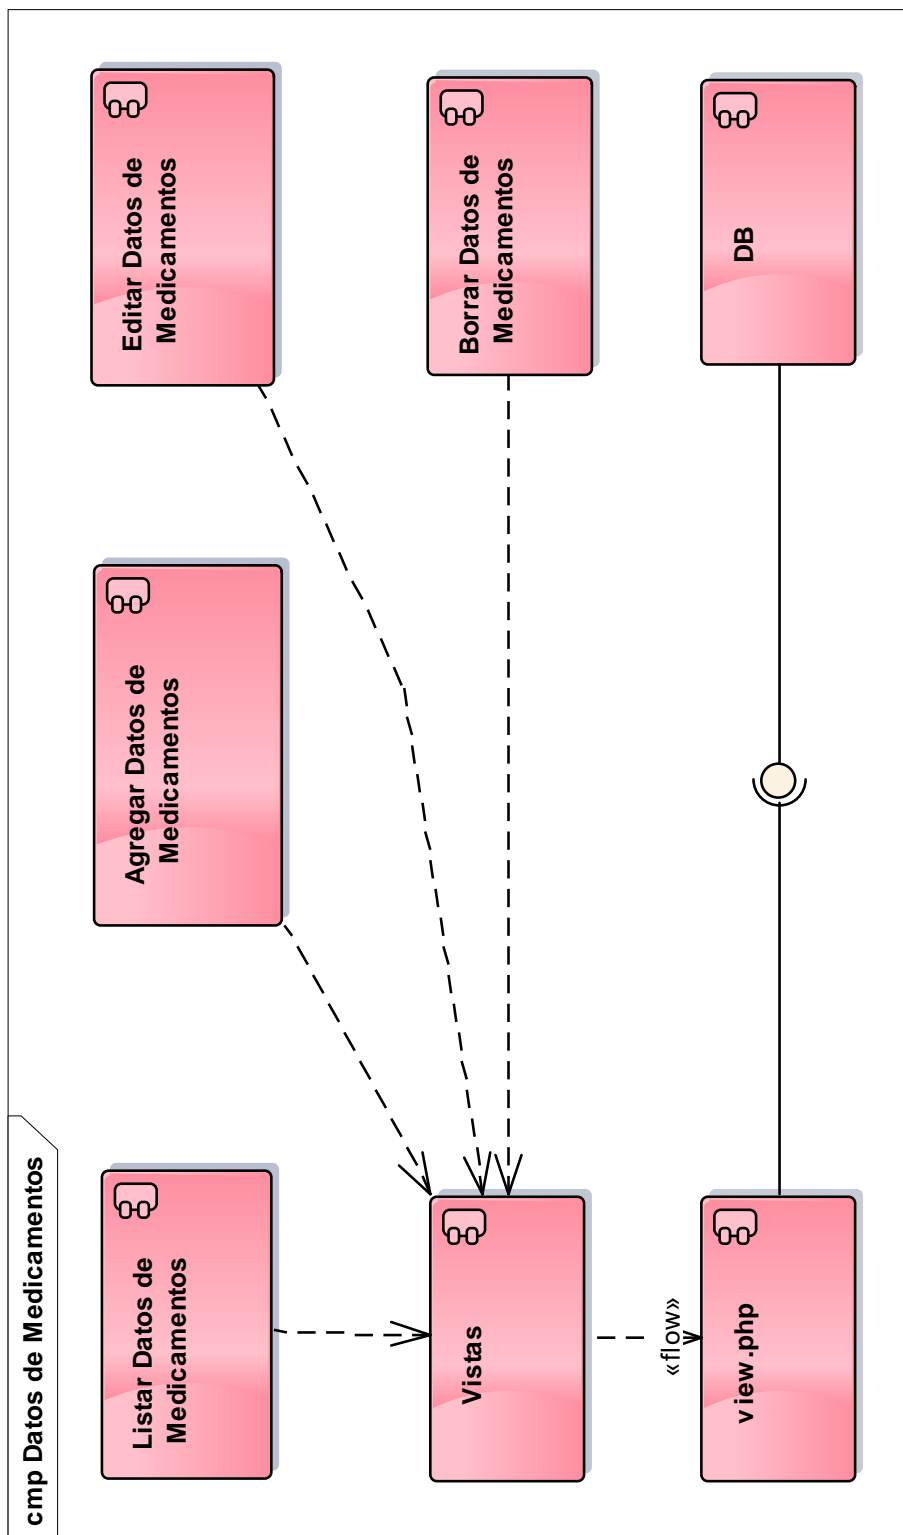 cmp Datos de Medicamentos
Listar Datos de
Medicamentos
Agregar Datos de
Medicamentos
Editar Datos de
Medicamentos
Vistas
Borrar Datos de
Medicamentos
«flow»
view.php
DB